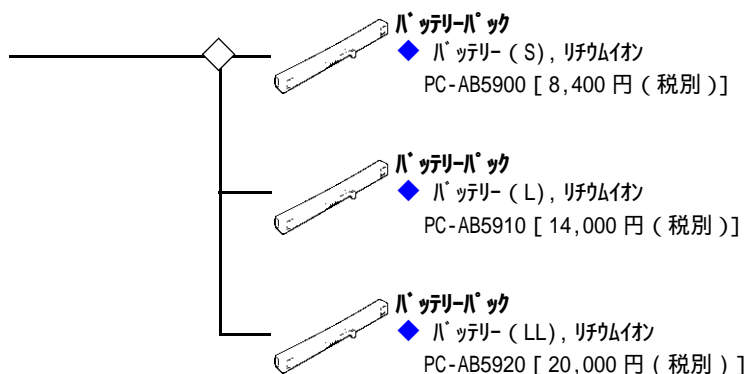 ﾊﾞｯﾃﾘｰﾊﾟｯｸ
◆ ﾊﾞｯﾃﾘｰ ( S ) , ﾘﾁｳﾑｲｵﾝ
PC-AB5900 [ 8,400 円 ( 税別 )]
ﾊﾞｯﾃﾘｰﾊﾟｯｸ
◆ ﾊﾞｯﾃﾘｰ ( L ) , ﾘﾁｳﾑｲｵﾝ
PC-AB5910 [ 14,000 円 ( 税別 )]
ﾊﾞｯﾃﾘｰﾊﾟｯｸ
◆ ﾊﾞｯﾃﾘｰ ( LL ) , ﾘﾁｳﾑｲｵﾝ
PC-AB5920 [ 20,000 円 ( 税別 ) ]